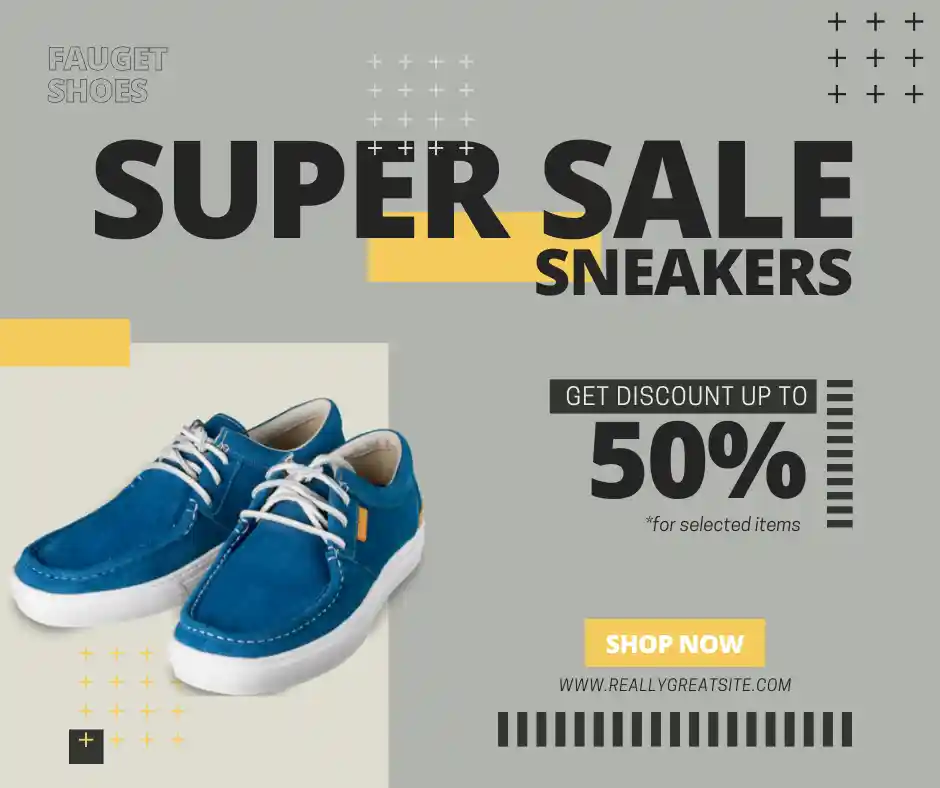 FAUGET
SHOES
SUPER SALE
SNEAKERS
GET DISCOUNT UP TO
50%
*for selected items
SHOP NOW
WWW.REALLYGREATSITE.COM